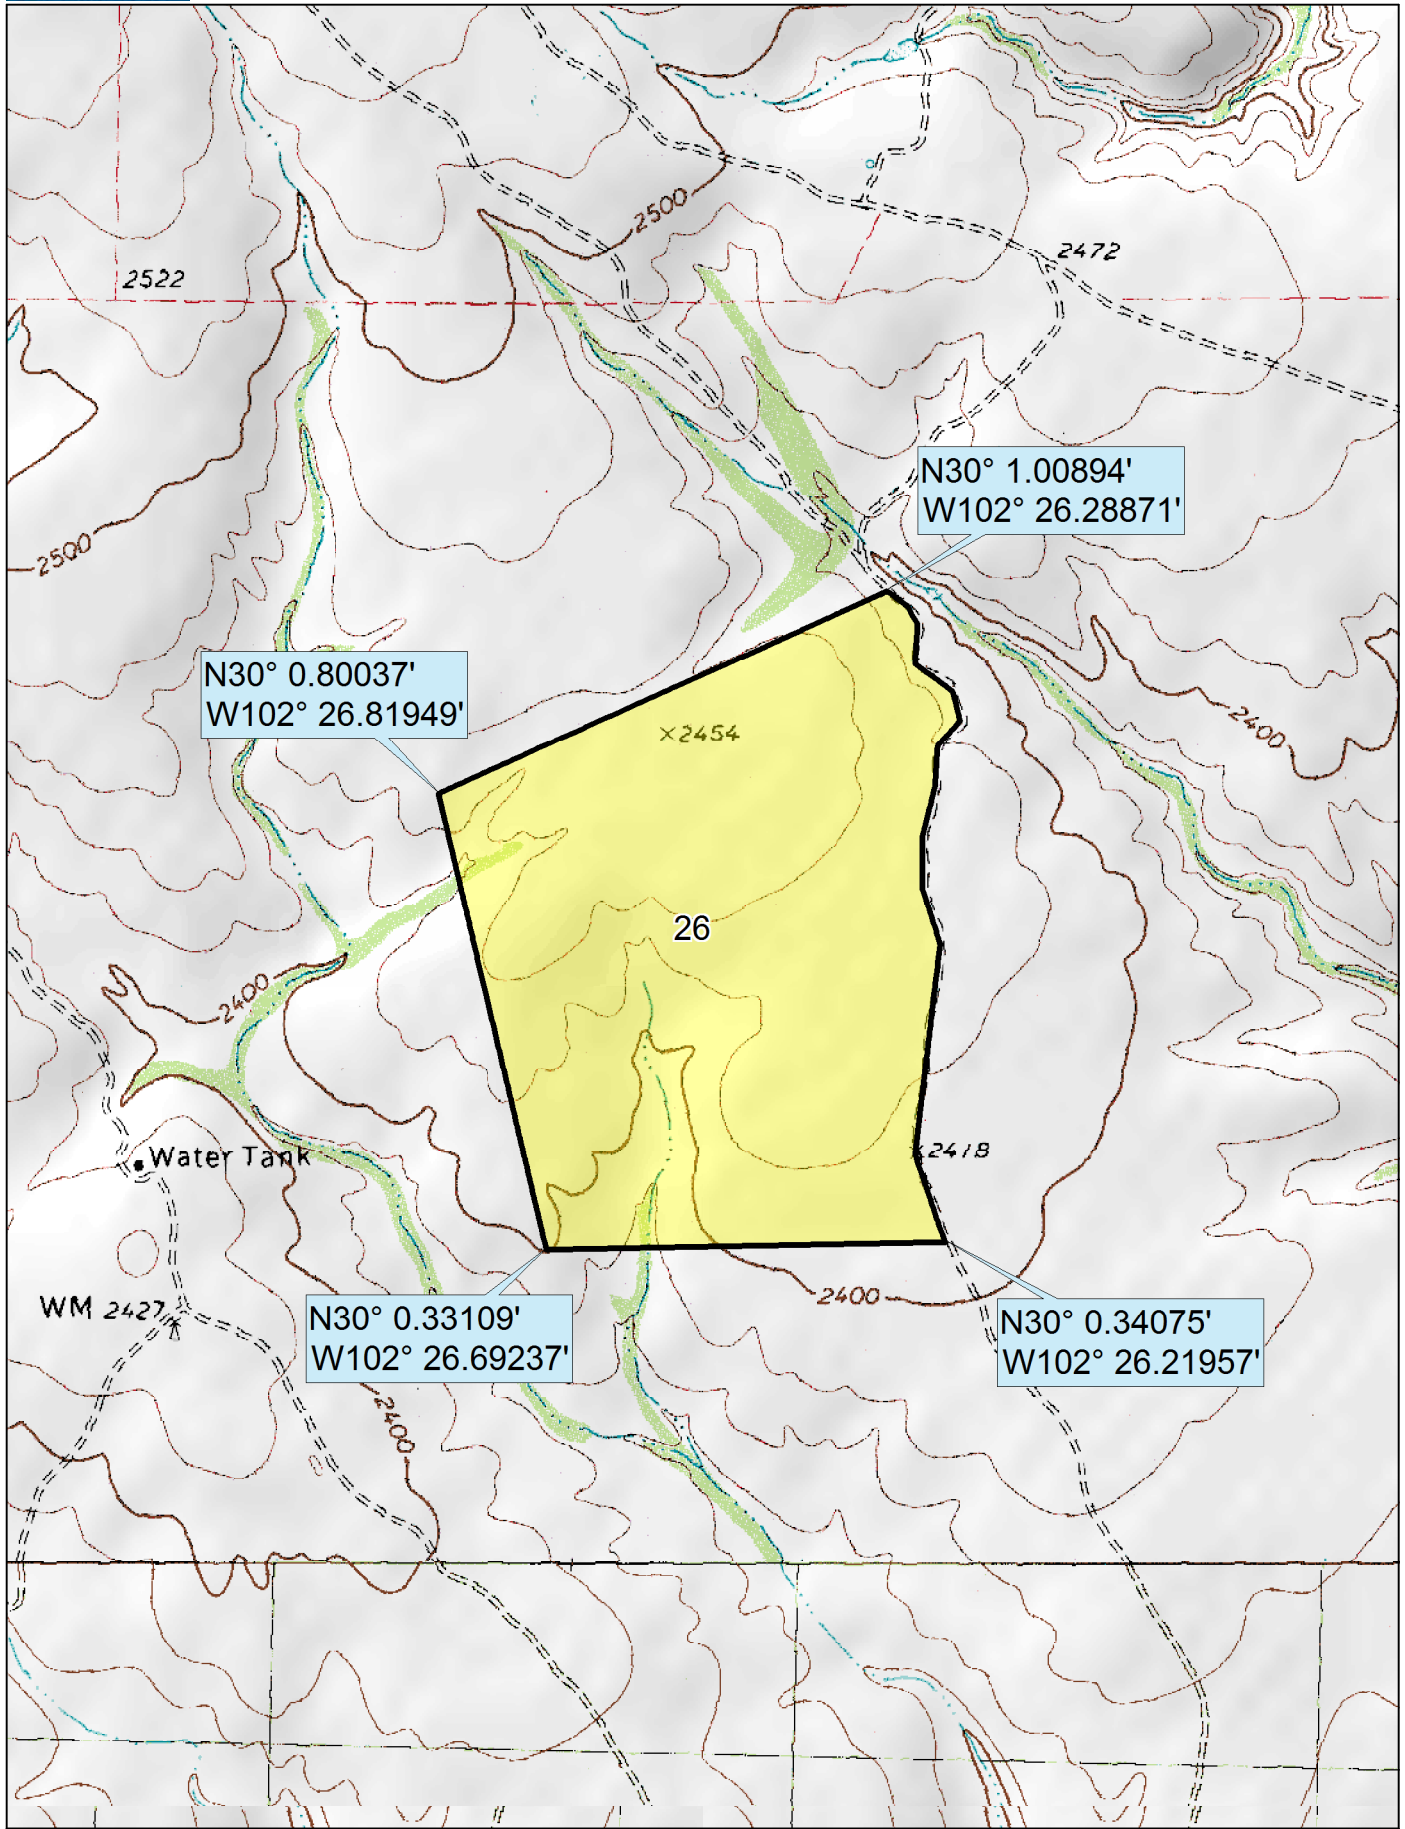 2500
2522
2472
N30° 1.00894'
W102° 26.28871'
2500
N30° 0.80037'
W102° 26.81949'
2400
×2454
26
2400
Water Tank
×2418
WM 2427
2400
N30° 0.33109'
W102° 26.69237'
N30° 0.34075'
W102° 26.21957'
2400